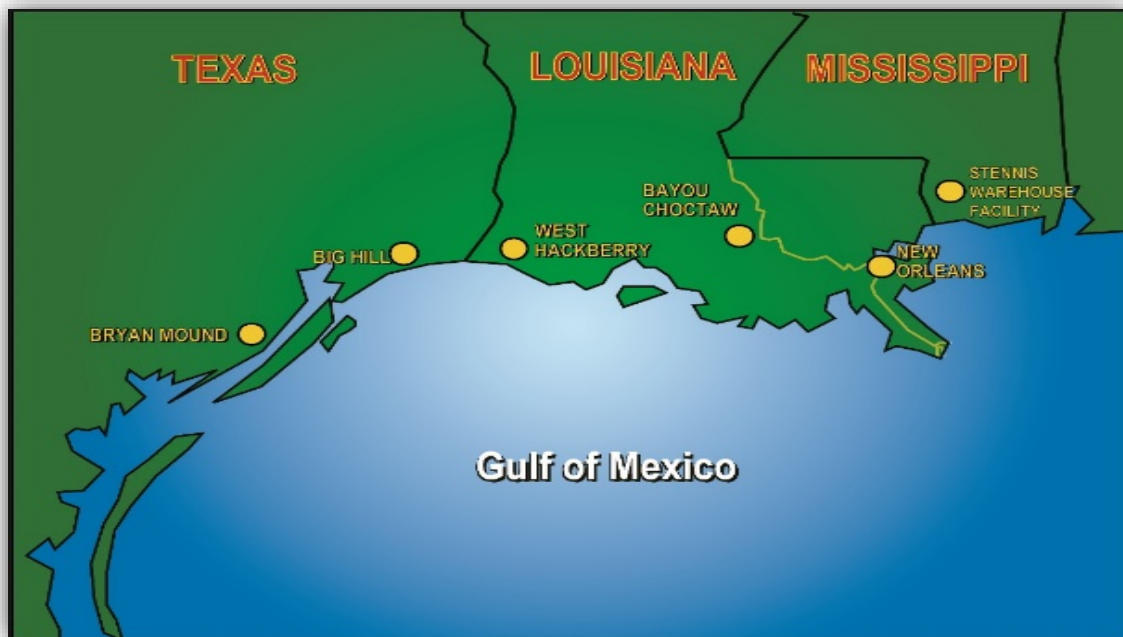 TEXAS
LOUISIANA
MISSISSIPPI
STENNIS
WAREHOUSE
FACILITY
BAYOU
CHOCTAW
WEST
HACKBERRY
BIG HILL
NEW
ORLEANS
BRYAN MOUND
Gulf of Mexico